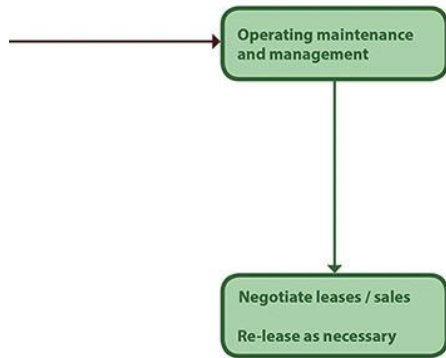 Operating maintenance
and management
Negotiate leases / sales
Re-lease as necessary